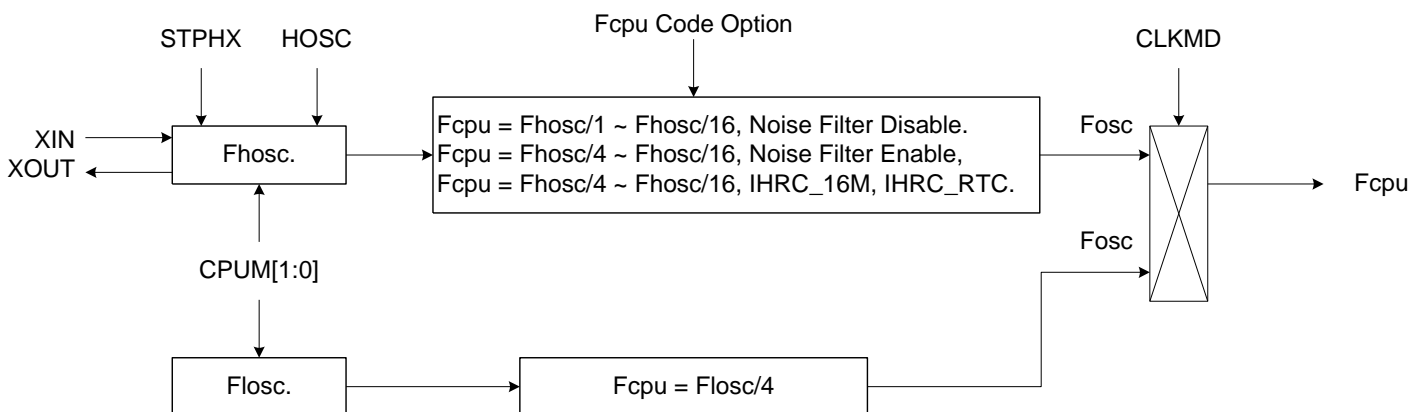 Fcpu Code Option
STPHX
HOSC
CLKMD
XIN
XOUT
Fhosc.
Fcpu = Fhosc/1 ~ Fhosc/16, Noise Filter Disable.
Fcpu = Fhosc/4 ~ Fhosc/16, Noise Filter Enable,
Fcpu = Fhosc/4 ~ Fhosc/16, IHRC_16M, IHRC_RTC.
Fosc
Fcpu
Fosc
CPUM[1:0]
Flosc.
Fcpu = Flosc/4